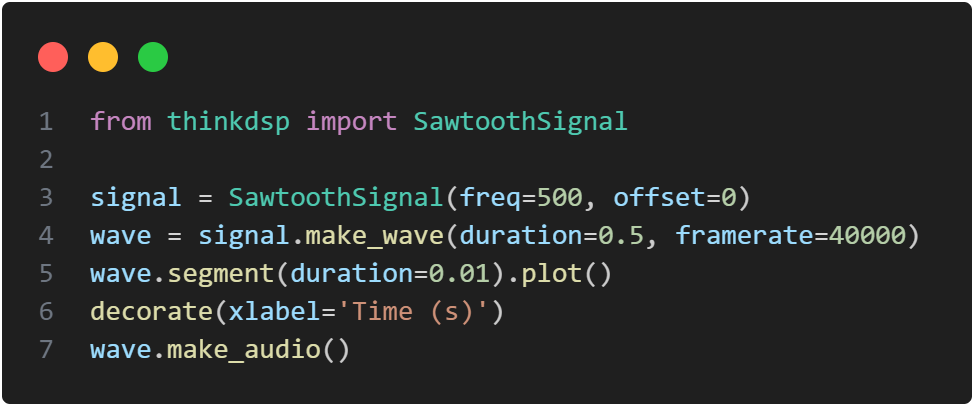 1 from thinkdsp import SawtoothSignal
2
3 signal = SawtoothSignal(freq=500, offset=0)
4 wave = signal.make_wave(duration=0.5, framerate=40000)
5 wave.segment(duration=0.01).plot()
6 decorate(xlabel='Time (s)')
7 wave.make_audio()